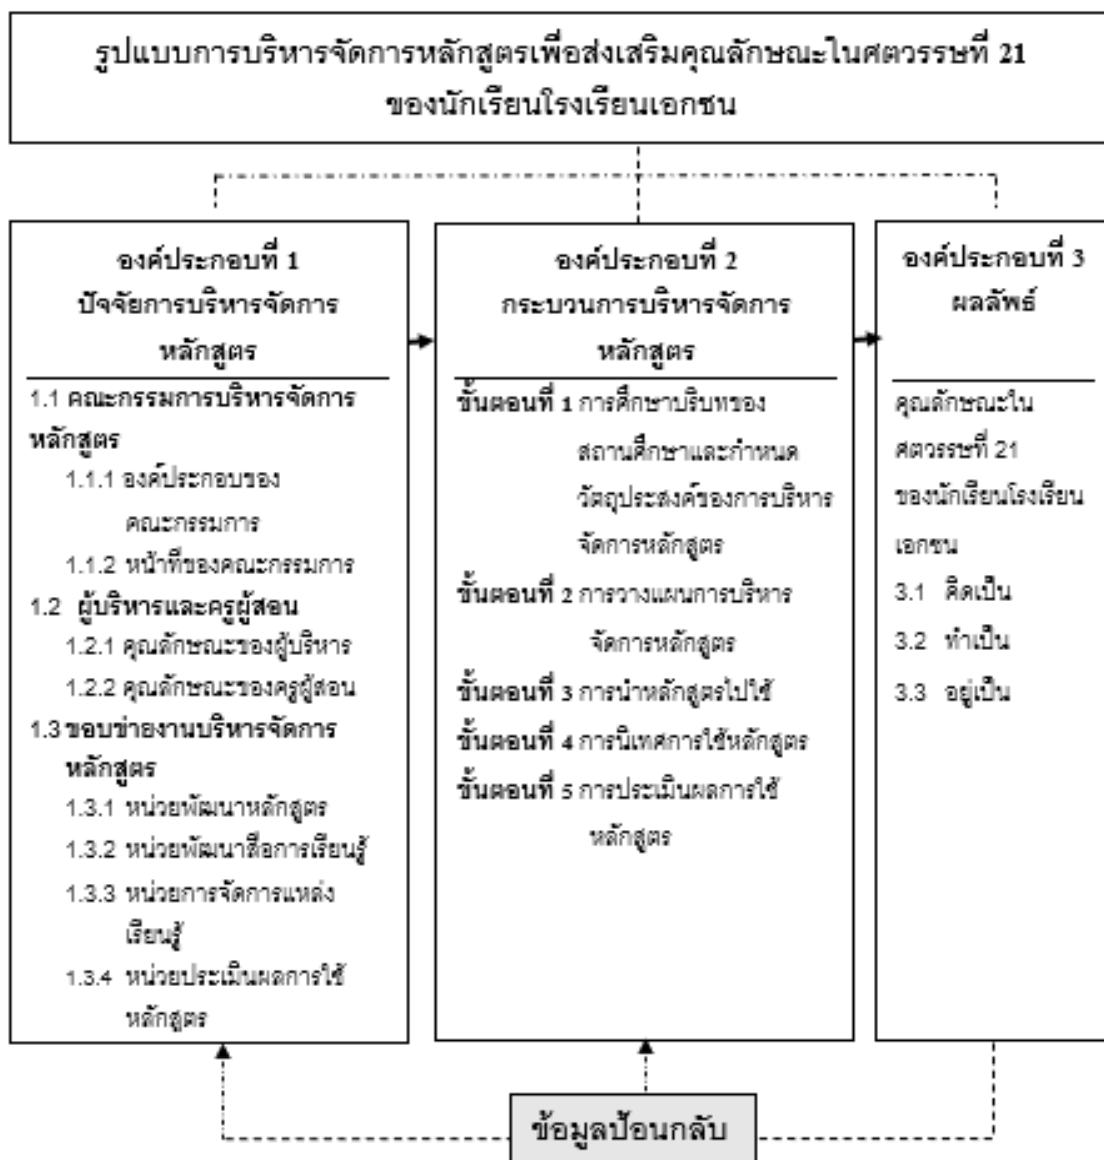 รูปแบบการบริหารจัดการหลักสูตรเพื่อส่งเสริมคุณลักษณะในศตวรรษที่ 21
ของนักเรียนโรงเรียนเอกชน
องค์ประกอบที่ 1
ปัจจัยการบริหารจัดการ
หลักสูตร
1.1 คณะกรรมการบริหารจัดการ
หลักสูตร
1.1.1 องค์ประกอบของ
คณะกรรมการ
1.1.2 หน้าที่ของคณะกรรมการ
1.2 ผู้บริหารและครูผู้สอน
1.2.1 คุณลักษณะของผู้บริหาร
1.2.2 คุณลักษณะของครูผู้สอน
1.3 ขอบข่ายงานบริหารจัดการ
หลักสูตร
1.3.1 หน่วยพัฒนาหลักสูตร
1.3.2 หน่วยพัฒนาสื่อการเรียนรู้
1.3.3 หน่วยการจัดการแหล่ง
เรียนรู้
1.3.4 หน่วยประเมินผลการใช้
หลักสูตร
องค์ประกอบที่ 2
กระบวนการบริหารจัดการ
หลักสูตร
ขั้นตอนที่ 1 การศึกษาบริบทของ
สถานศึกษาและกำหนด
วัตถุประสงค์ของการบริหาร
จัดการหลักสูตร
ขั้นตอนที่ 2 การวางแผนการบริหาร
จัดการหลักสูตร
ขั้นตอนที่ 3 การนำหลักสูตรไปใช้
ขั้นตอนที่ 4 การนิเทศการใช้หลักสูตร
ขั้นตอนที่ 5 การประเมินผลการใช้
หลักสูตร
องค์ประกอบที่ 3
ผลลัพธ์
คุณลักษณะใน
ศตวรรษที่ 21
ของนักเรียนโรงเรียน
เอกชน
3.1 คิดเป็น
3.2 ทำเป็น
3.3 อยู่เป็น
ข้อมูลป้อนกลับ